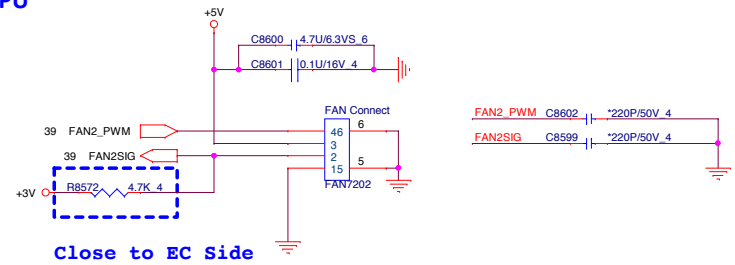 PU
+5V
C8600 4.7U/6.3VS_6
C8601 0.1U/16V_4
FAN Connect
39 FAN2_PWM
39 FAN2SIG
46
3
2
15
6
5
FAN7202
+3V R8572 4.7K_4
Close to EC Side
FAN2_PWM C8602 *220P/50V_4
FAN2SIG C8599 *220P/50V_4